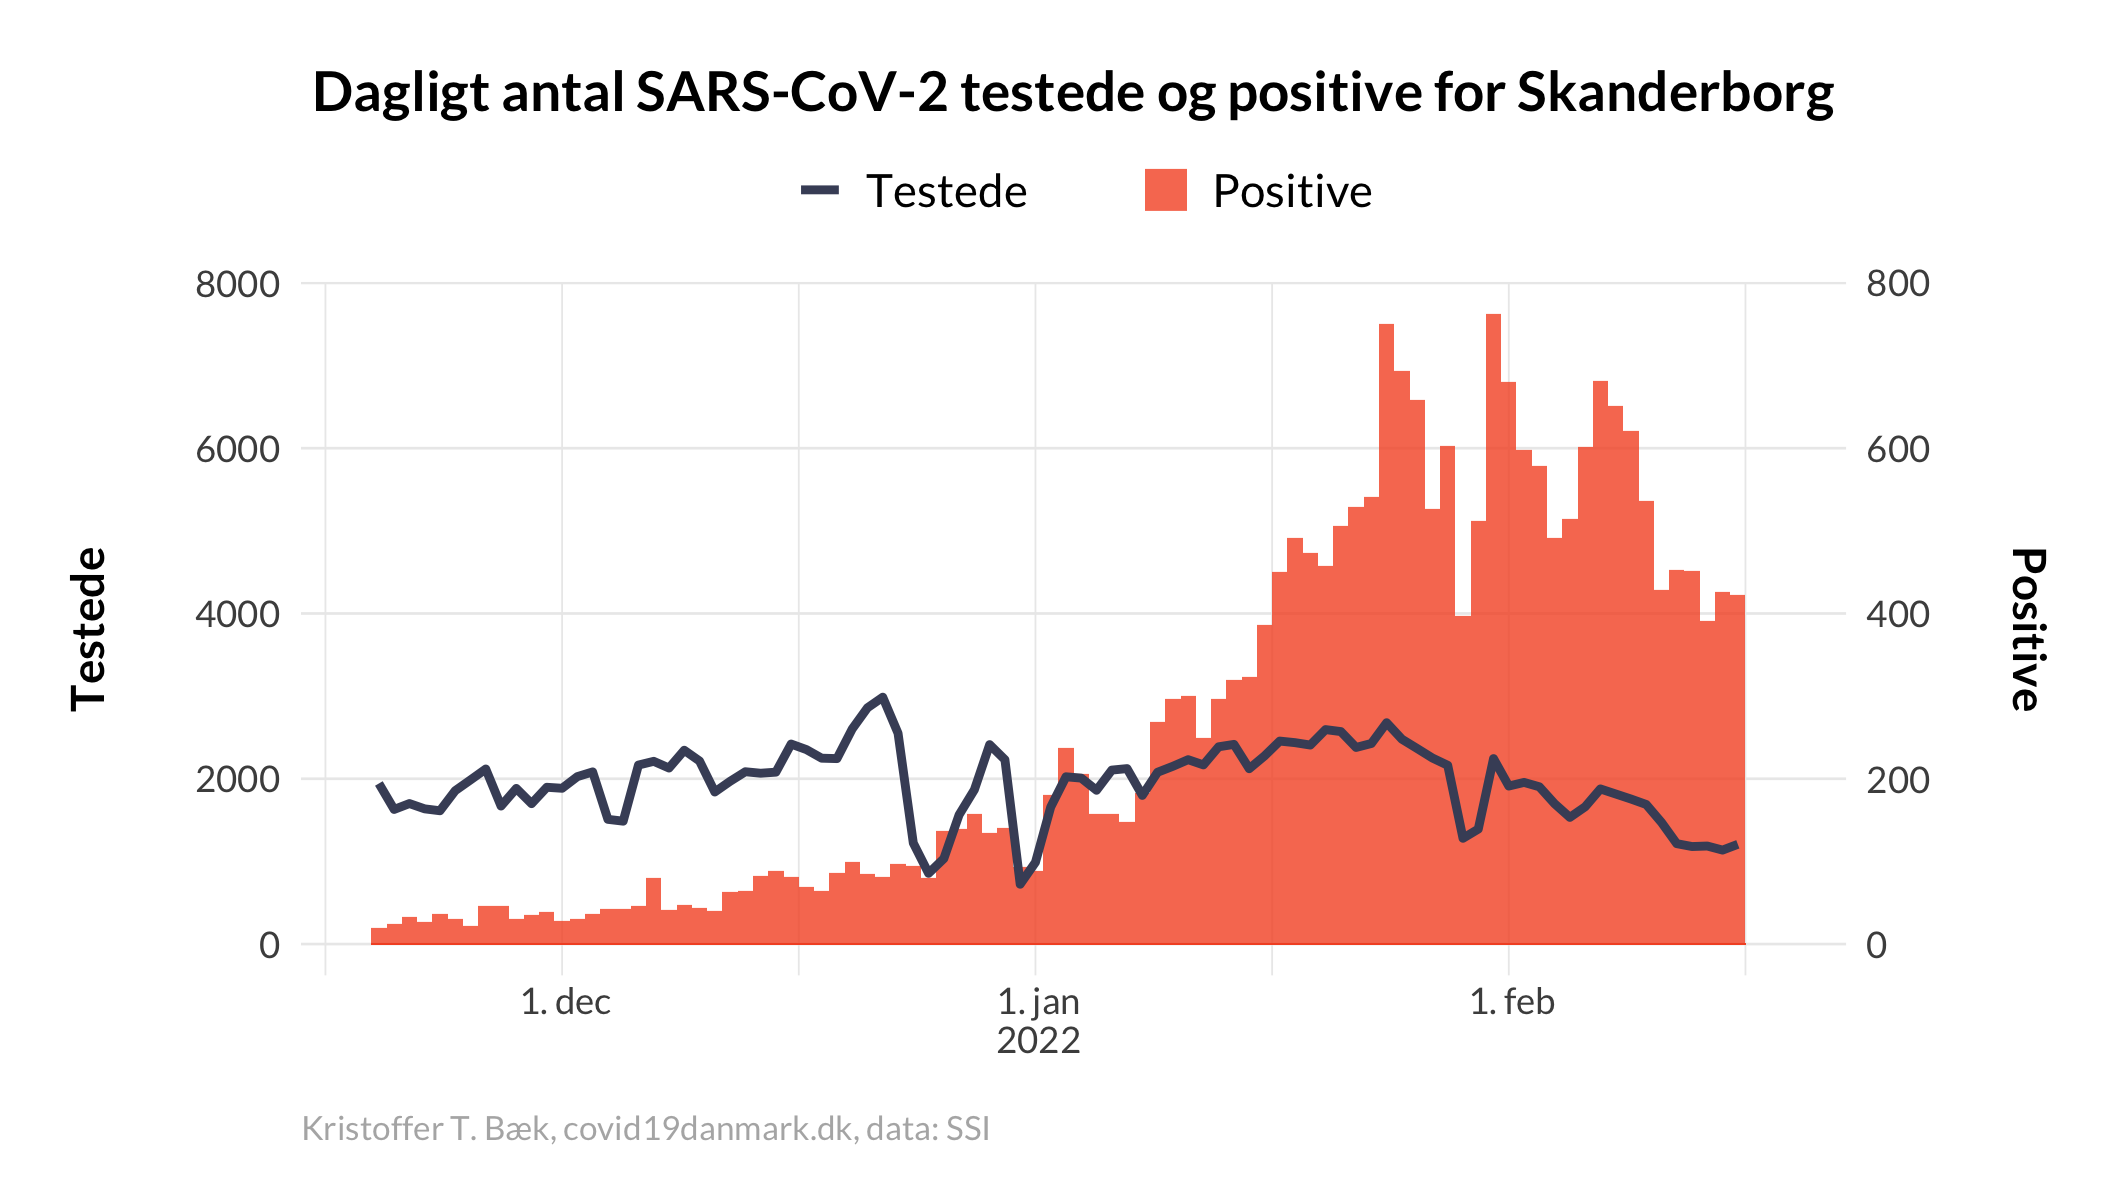 Dagligt antal SARS-CoV-2 testede og positive for Skanderborg
Testede
Positive
8000
6000
4000
2000
0
800
600
400
200
0
Testede
Positive
1. dec
1. jan
2022
1. feb
Kristoffer T. Bæk, covid19danmark.dk, data: SSI